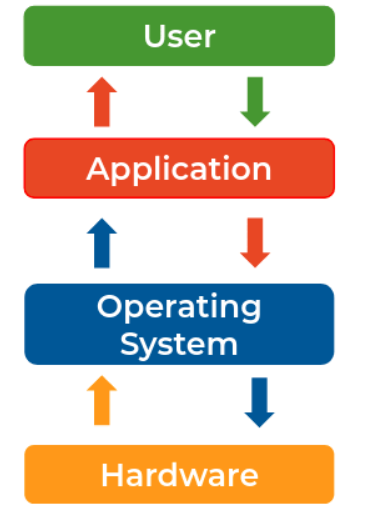 User
Application
Operating
System
Hardware